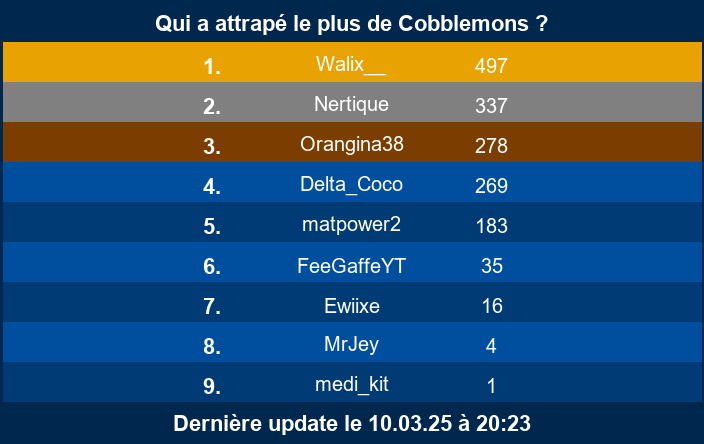 Qui a attrapé le plus de Cobblemons ?
1. Walix__ 497
2. Nertique 337
3. Orangina38 278
4. Delta_Coco 269
5. matpower2 183
6. FeeGaffeYT 35
7. Ewiixe 16
8. MrJey 4
9. medi_kit 1
Dernière update le 10.03.25 à 20:23